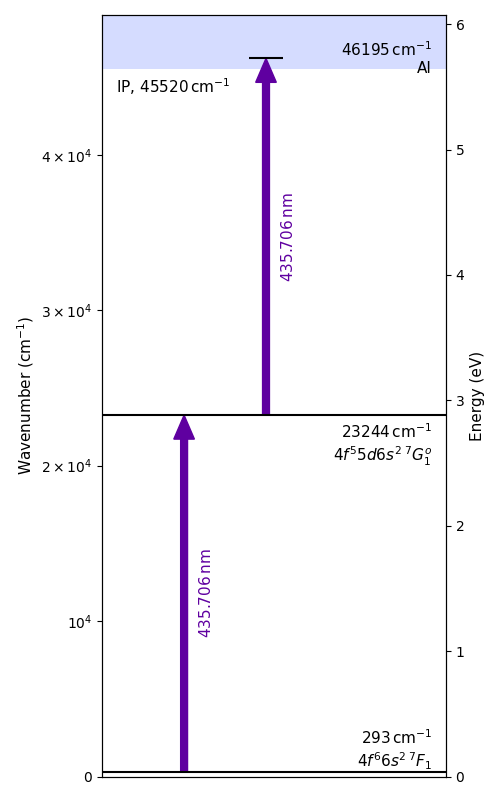 46195 cm⁻¹
AI
IP, 45520 cm⁻¹
435.706 nm
23244 cm⁻¹
4f⁵5d6s² ⁷G₁ᵒ
435.706 nm
293 cm⁻¹
4f⁶6s² ⁷F₁
Wavenumber (cm⁻¹)
4 × 10⁴
3 × 10⁴
2 × 10⁴
10⁴
0
Energy (eV)
6
5
4
3
2
1
0